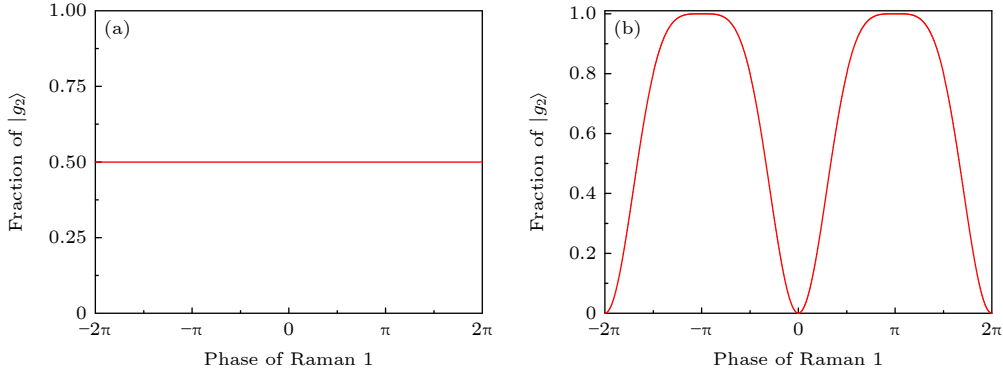 (a)
Fraction of |g₂⟩
1.00
0.75
0.50
0.25
0
−2π −π 0 π 2π
Phase of Raman 1
(b)
Fraction of |g₂⟩
1.0
0.8
0.6
0.4
0.2
0
−2π −π 0 π 2π
Phase of Raman 1